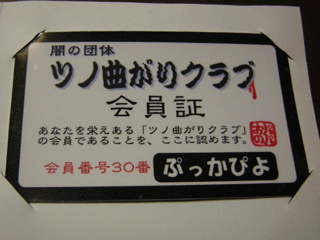 闇の団体
ツノ曲がりクラブ
会員証
あなたを栄えある「ツノ曲がりクラブ」
の会員であることを、ここに認めます。
会員番号30番 ぷっかぴよ